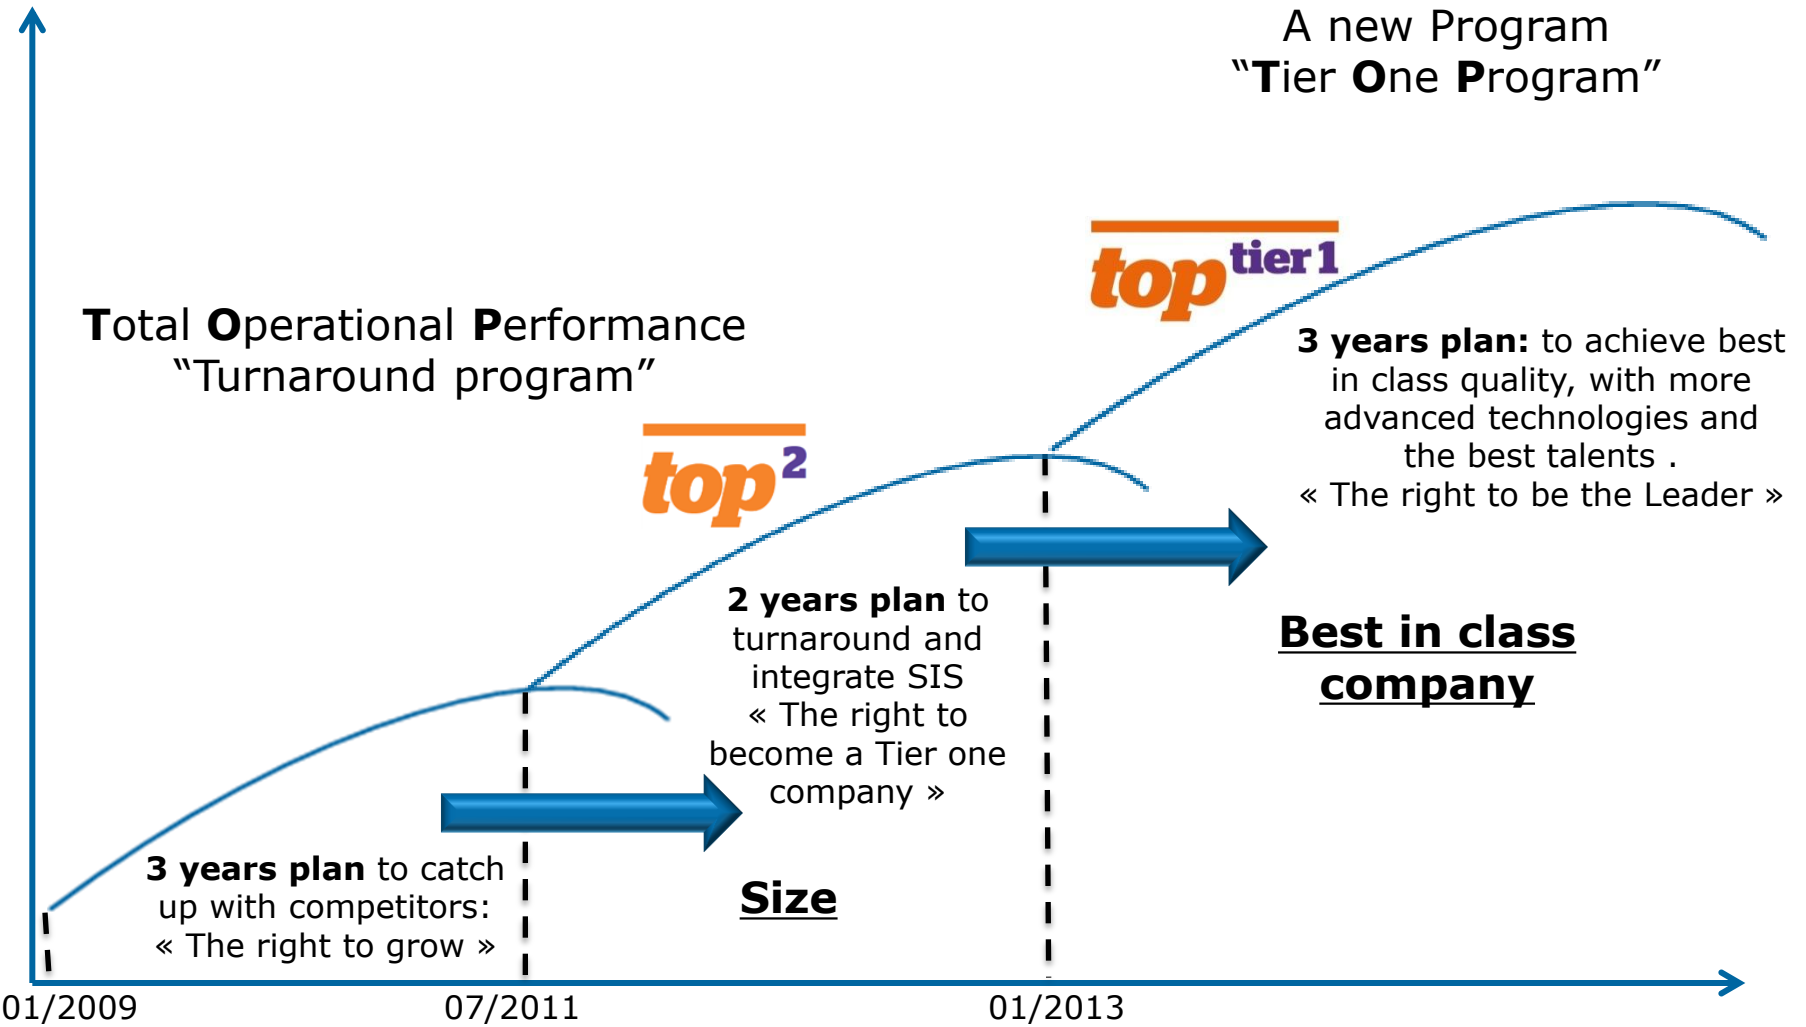 A new Program
“Tier One Program”
top tier 1
Total Operational Performance
“Turnaround program”
3 years plan: to achieve best
in class quality, with more
advanced technologies and
the best talents .
« The right to be the Leader »
top 2
2 years plan to
turnaround and
integrate SIS
« The right to
become a Tier one
company »
Best in class
company
3 years plan to catch
up with competitors:
« The right to grow »
Size
01/2009
07/2011
01/2013